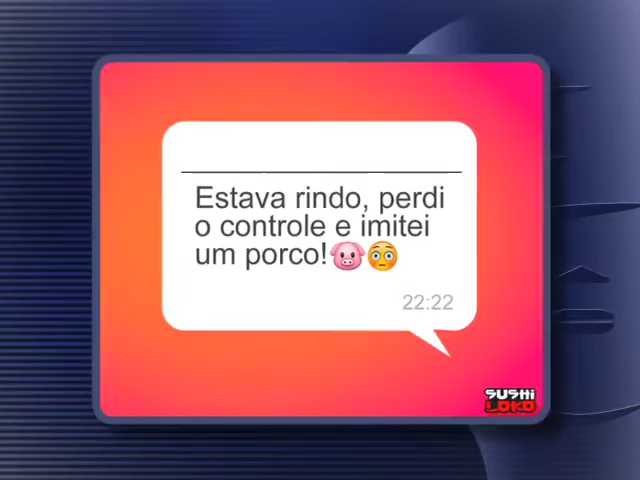 Estava rindo, perdi
o controle e imitei
um porco!🐷😳
22:22
SUSHi
LOKO